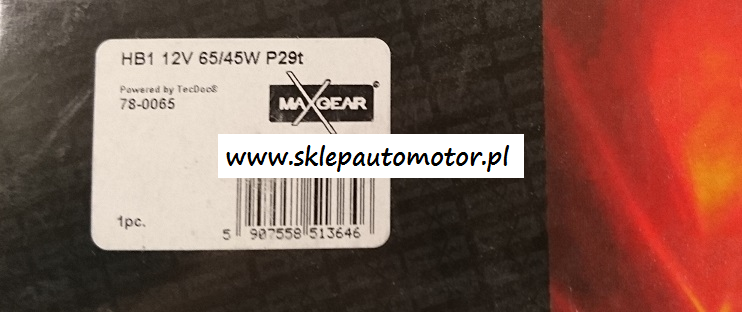 HB1 12V 65/45W P29t
Powered by TecDoc®
78-0065
MAXGEAR ©
www.sklepautomotor.pl
1pc.
5 907558 513646